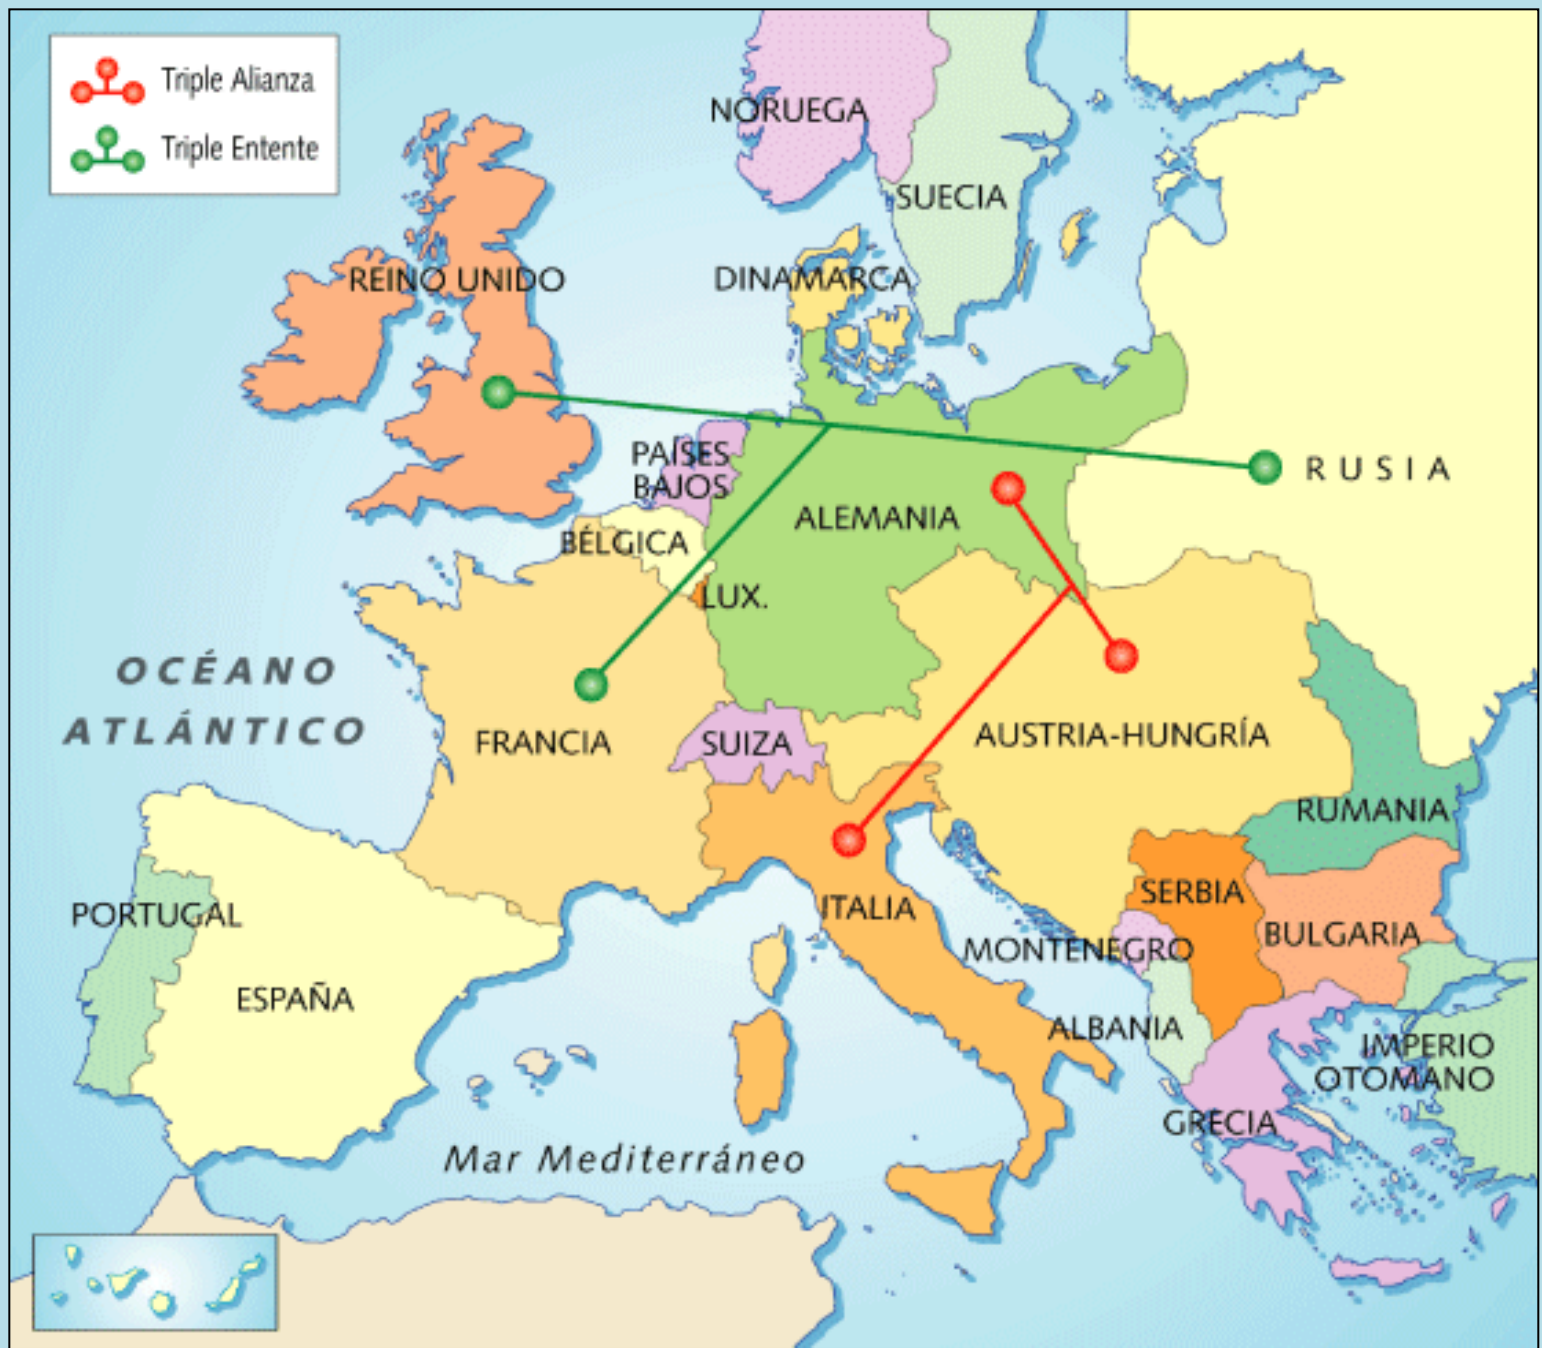 Triple Alianza
Triple Entente
NORUEGA
SUECIA
REINO UNIDO
DINAMARCA
PAÍSES
BAJOS
RUSIA
ALEMANIA
BÉLGICA
LUX.
OCÉANO
ATLÁNTICO
FRANCIA
SUIZA
AUSTRIA-HUNGRÍA
RUMANIA
SERBIA
PORTUGAL
ITALIA
BULGARIA
MONTENEGRO
ESPAÑA
ALBANIA
IMPERIO
OTOMANO
GRECIA
Mar Mediterráneo